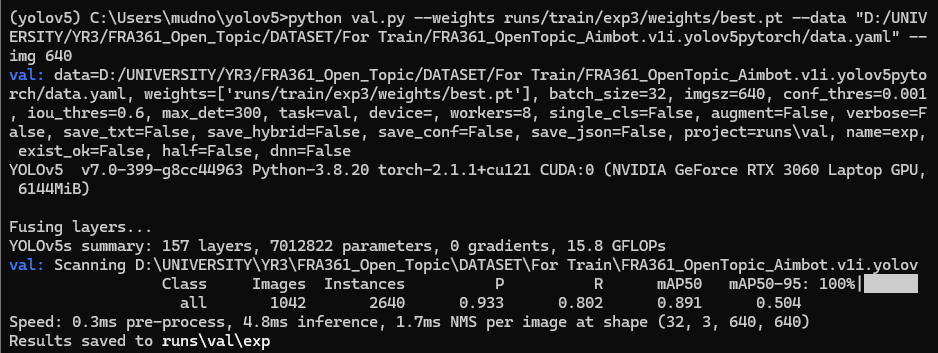 (yolov5) C:\Users\mudno\yolov5>python val.py --weights runs/train/exp3/weights/best.pt --data "D:/UNIV
ERSITY/YR3/FRA361_Open_Topic/DATASET/For Train/FRA361_OpenTopic_Aimbot.v1i.yolov5pytorch/data.yaml" --
img 640
val: data=D:/UNIVERSITY/YR3/FRA361_Open_Topic/DATASET/For Train/FRA361_OpenTopic_Aimbot.v1i.yolov5pyto
rch/data.yaml, weights=['runs/train/exp3/weights/best.pt'], batch_size=32, imgsz=640, conf_thres=0.001
, iou_thres=0.6, max_det=300, task=val, device=, workers=8, single_cls=False, augment=False, verbose=F
alse, save_txt=False, save_hybrid=False, save_conf=False, save_json=False, project=runs\val, name=exp,
exist_ok=False, half=False, dnn=False
YOLOv5  v7.0-399-g8cc44963 Python-3.8.20 torch-2.1.1+cu121 CUDA:0 (NVIDIA GeForce RTX 3060 Laptop GPU,
6144MiB)
Fusing layers...
YOLOv5s summary: 157 layers, 7012822 parameters, 0 gradients, 15.8 GFLOPs
val: Scanning D:\UNIVERSITY\YR3\FRA361_Open_Topic\DATASET\For Train\FRA361_OpenTopic_Aimbot.v1i.yolov
Class     Images  Instances          P          R      mAP50   mAP50-95: 100%|
all       1042       2640      0.933      0.802      0.891      0.504
Speed: 0.3ms pre-process, 4.8ms inference, 1.7ms NMS per image at shape (32, 3, 640, 640)
Results saved to runs\val\exp